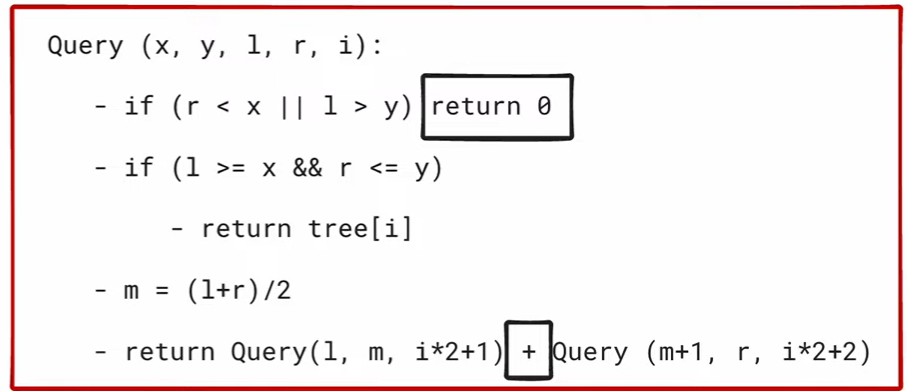 Query (x, y, l, r, i):
- if (r < x || l > y) return 0
- if (l >= x && r <= y)
- return tree[i]
- m = (l+r)/2
- return Query(l, m, i*2+1) + Query (m+1, r, i*2+2)